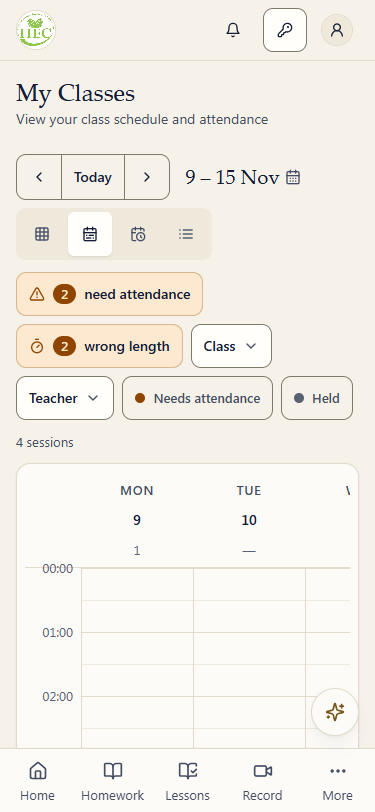 HEC
My Classes
View your class schedule and attendance
Today
9 – 15 Nov
2 need attendance
2 wrong length
Class
Teacher
Needs attendance
Held
4 sessions
MON TUE
9 10
1 —
00:00
01:00
02:00
Home Homework Lessons Record More